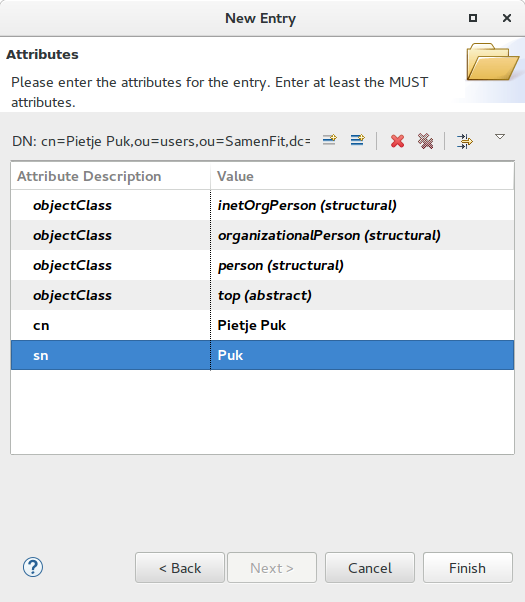 New Entry
Attributes
Please enter the attributes for the entry. Enter at least the MUST
attributes.
DN: cn=Pietje Puk,ou=users,ou=SamenFit,dc=
Attribute Description Value
objectClass inetOrgPerson (structural)
objectClass organizationalPerson (structural)
objectClass person (structural)
objectClass top (abstract)
cn Pietje Puk
sn Puk
? < Back Next > Cancel Finish